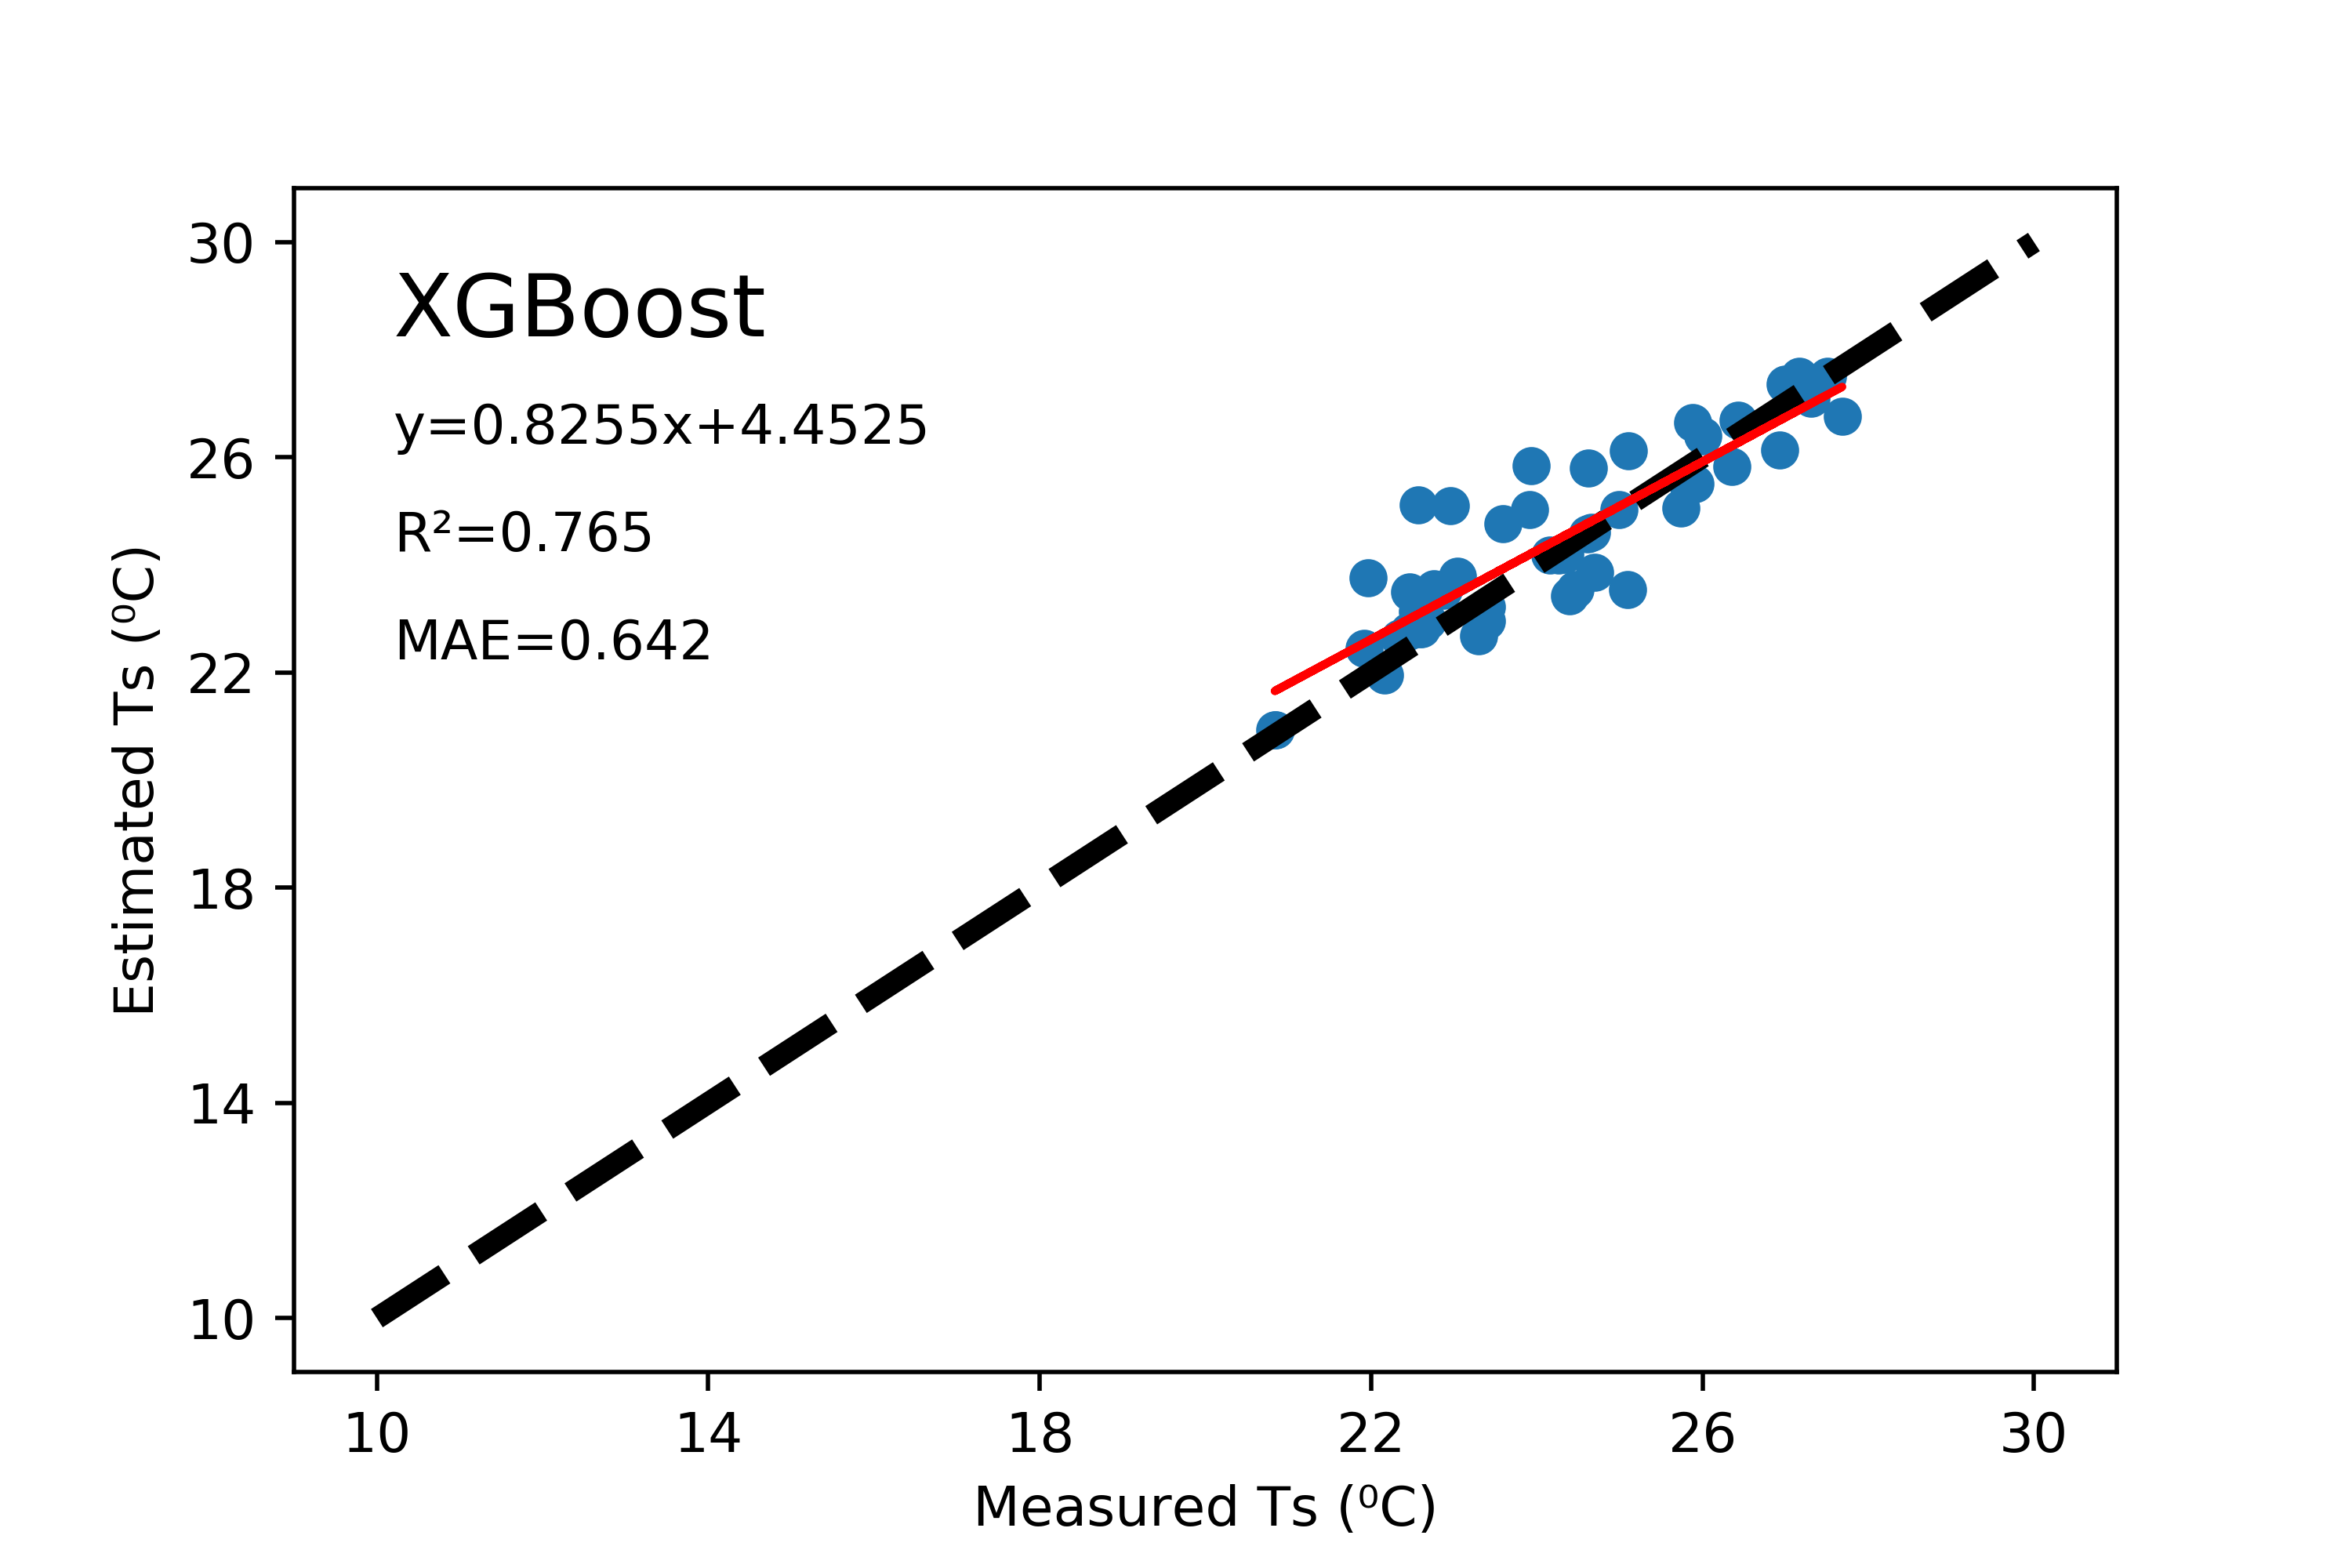 XGBoost
y=0.8255x+4.4525
R²=0.765
MAE=0.642
Estimated Ts (⁰C)
30
26
22
18
14
10
10 14 18 22 26 30
Measured Ts (⁰C)